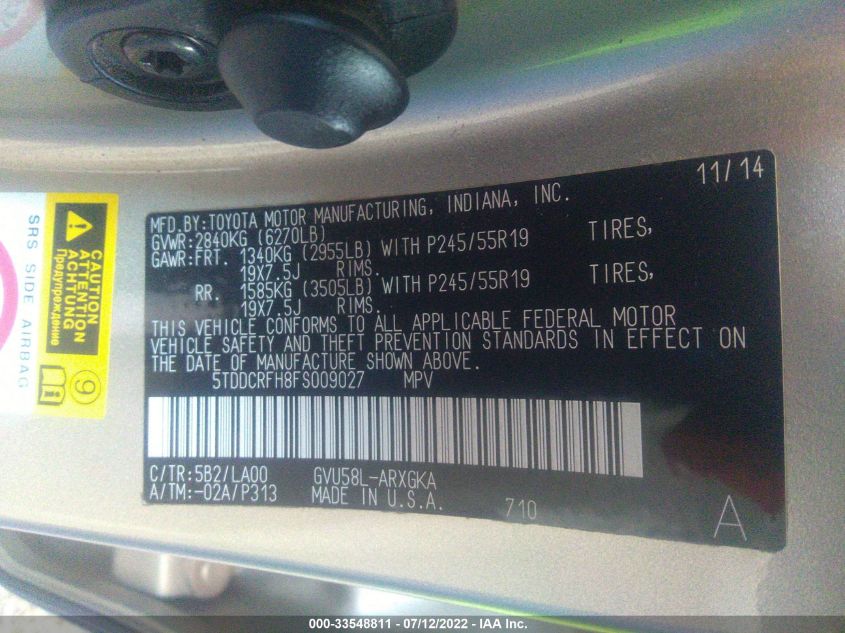 11/14
MFD.BY:TOYOTA MOTOR MANUFACTURING, INDIANA, INC.
GVWR:2840KG (6270LB)
GAWR:FRT. 1340KG (2955LB) WITH P245/55R19 TIRES,
19X7.5J RIMS.
RR. 1585KG (3505LB) WITH P245/55R19 TIRES,
19X7.5J RIMS.
THIS VEHICLE CONFORMS TO ALL APPLICABLE FEDERAL MOTOR
VEHICLE SAFETY AND THEFT PREVENTION STANDARDS IN EFFECT ON
THE DATE OF MANUFACTURE SHOWN ABOVE.
5TDDCRFH8FS009027 MPV
C/TR:5B2/LA00 GVU58L-ARXGKA
A/TM:-02A/P313 MADE IN U.S.A.
710
A
CAUTION
ATTENTION
ACHTUNG
Предупреждение
SRS SIDE AIRBAG
9
000-33548811 - 07/12/2022 - IAA Inc.